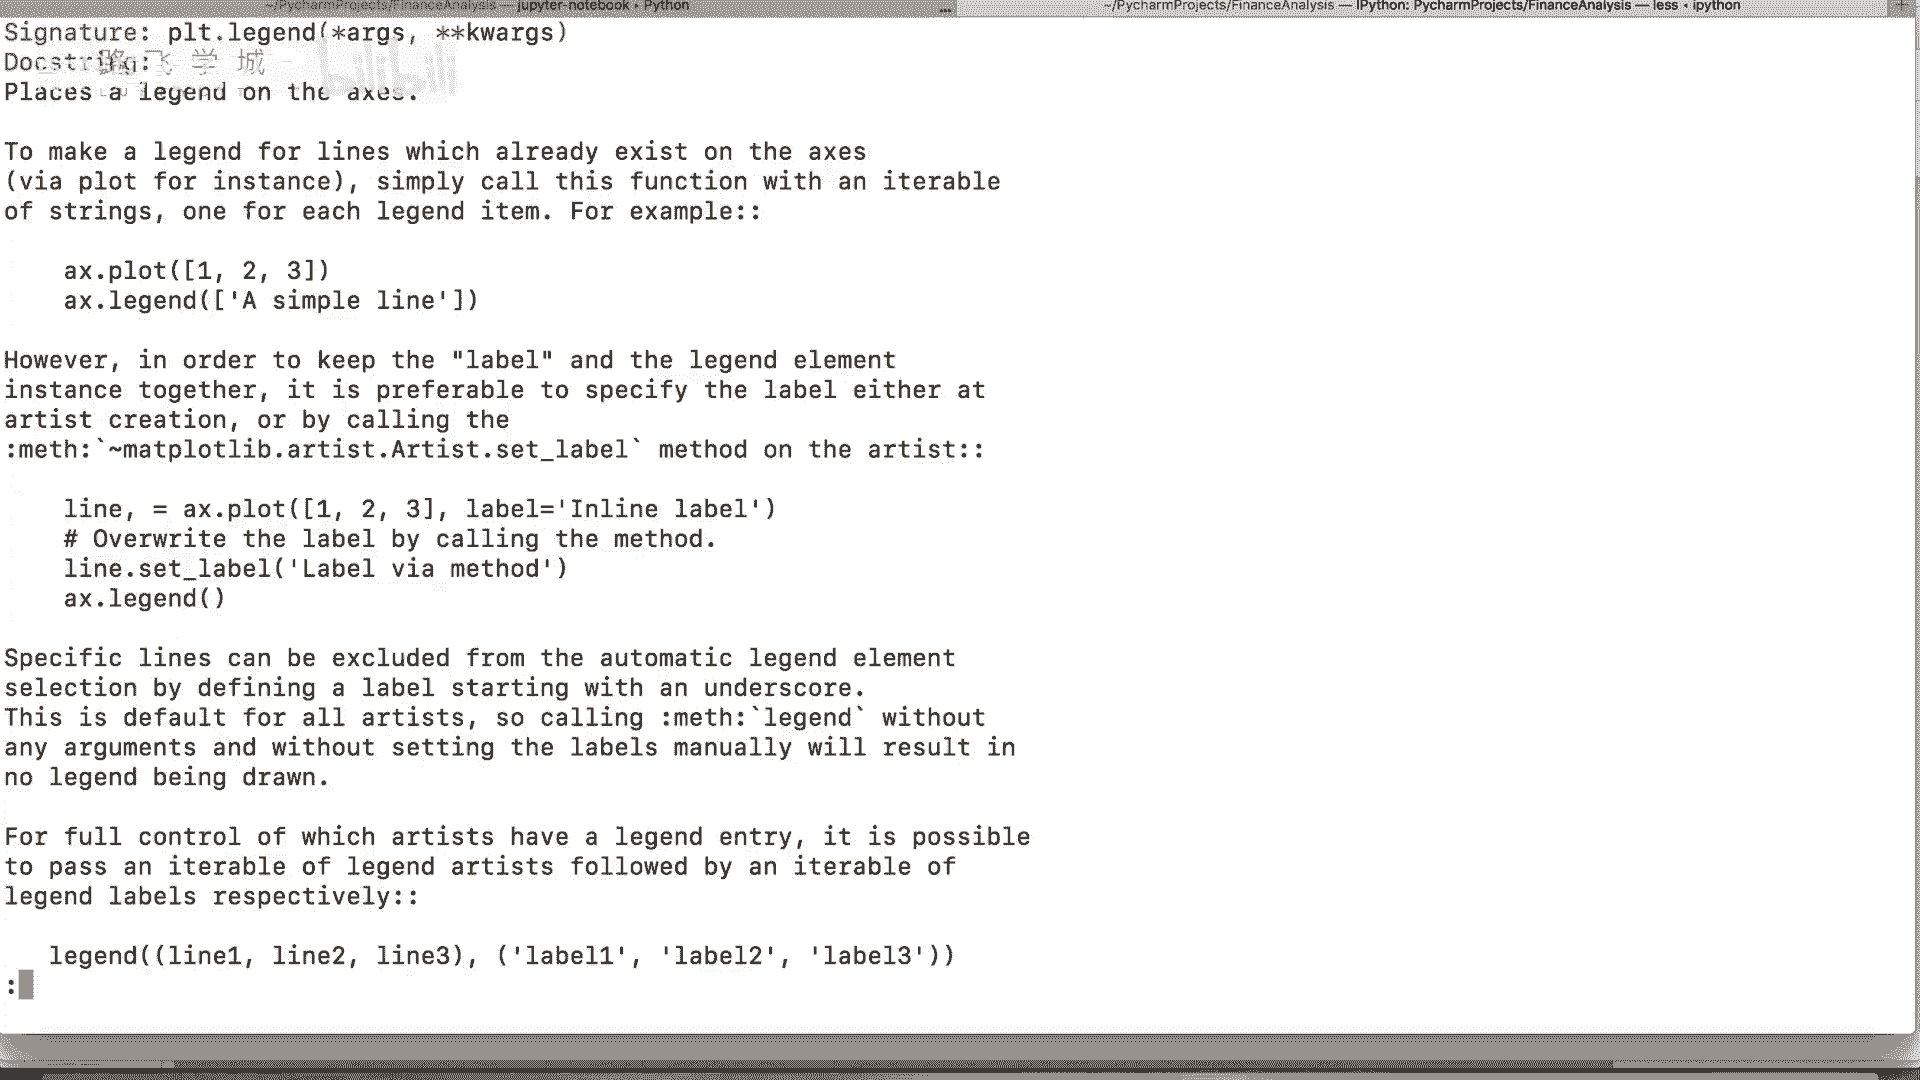 ~/PycharmProjects/FinanceAnalysis — jupyter-notebook • Python
~/PycharmProjects/FinanceAnalysis — IPython: PycharmProjects/FinanceAnalysis — less • ipython
Signature: plt.legend(*args, **kwargs)
Docstring:
路飞学城
bilibili
Places a legend on the axes.
To make a legend for lines which already exist on the axes
(via plot for instance), simply call this function with an iterable
of strings, one for each legend item. For example::
ax.plot([1, 2, 3])
ax.legend(['A simple line'])
However, in order to keep the "label" and the legend element
instance together, it is preferable to specify the label either at
artist creation, or by calling the
:meth:`~matplotlib.artist.Artist.set_label` method on the artist::
line, = ax.plot([1, 2, 3], label='Inline label')
# Overwrite the label by calling the method.
line.set_label('Label via method')
ax.legend()
Specific lines can be excluded from the automatic legend element
selection by defining a label starting with an underscore.
This is default for all artists, so calling :meth:`legend` without
any arguments and without setting the labels manually will result in
no legend being drawn.
For full control of which artists have a legend entry, it is possible
to pass an iterable of legend artists followed by an iterable of
legend labels respectively::
legend((line1, line2, line3), ('label1', 'label2', 'label3'))
: